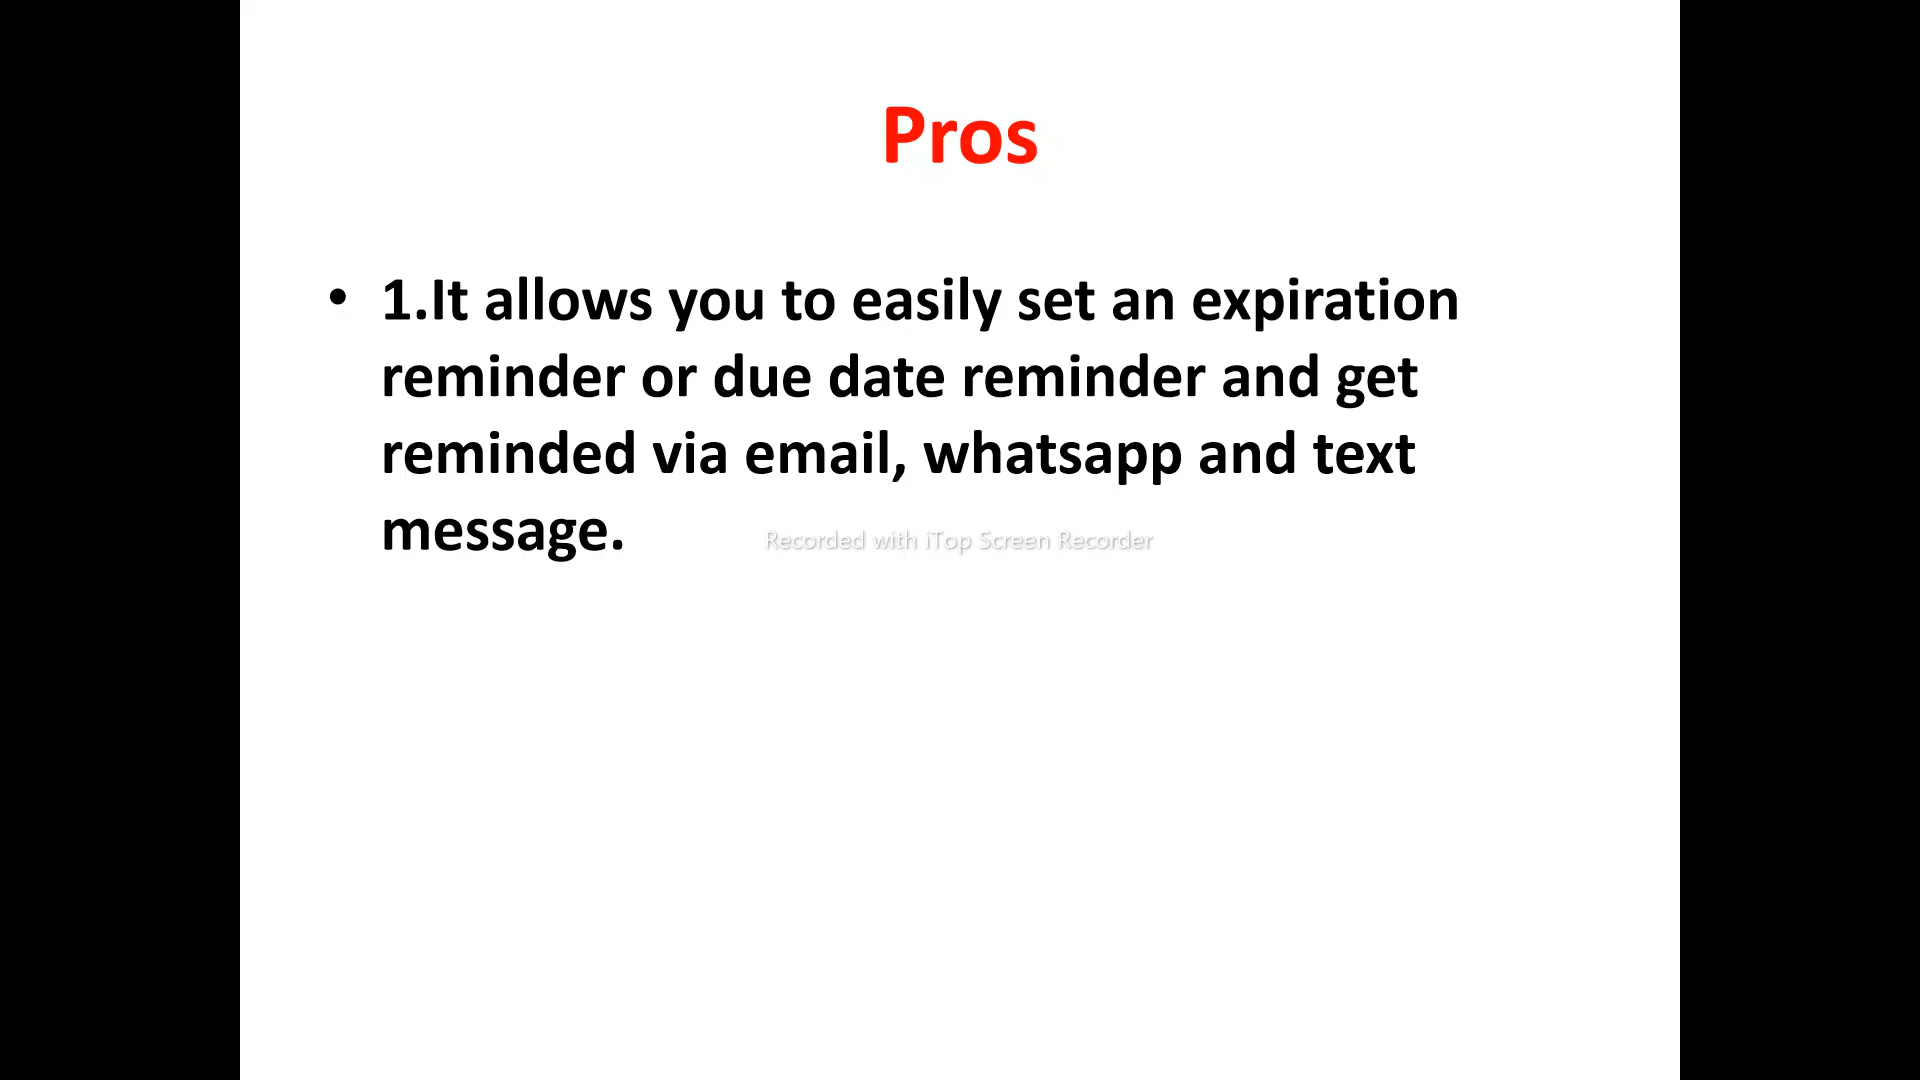 Pros
• 1.It allows you to easily set an expiration
reminder or due date reminder and get
reminded via email, whatsapp and text
message.
Recorded with iTop Screen Recorder